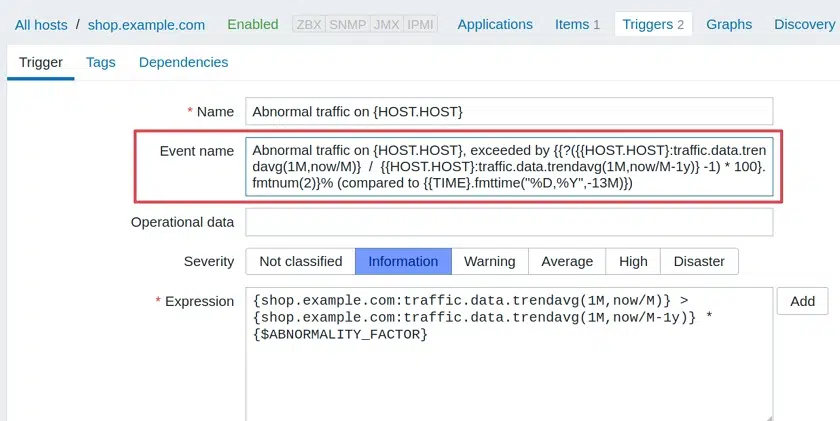 All hosts / shop.example.com Enabled ZBX SNMP JMX IPMI Applications Items 1 Triggers 2 Graphs Discovery
Trigger Tags Dependencies
* Name Abnormal traffic on {HOST.HOST}
Event name Abnormal traffic on {HOST.HOST}, exceeded by {{?({{HOST.HOST}:traffic.data.tren
davg(1M,now/M)} / {{HOST.HOST}:traffic.data.trendavg(1M,now/M-1y)} -1) * 100}.
fmtnum(2)}% (compared to {{TIME}.fmttime("%D,%Y",-13M)})
Operational data
Severity Not classified Information Warning Average High Disaster
* Expression {shop.example.com:traffic.data.trendavg(1M,now/M)} > Add
{shop.example.com:traffic.data.trendavg(1M,now/M-1y)} *
{$ABNORMALITY_FACTOR}